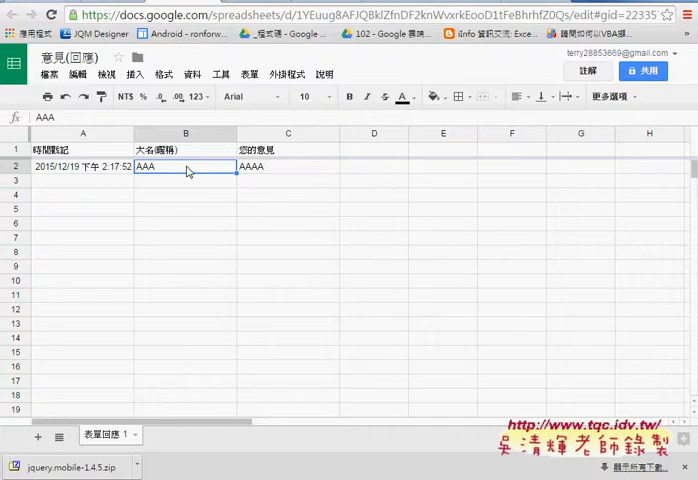 https://docs.google.com/spreadsheets/d/1YEuug8AFJQBklZfnDF2knWvxrkEooD1tFeBhrhfZ0Qs/edit#gid=22335
應用程式 JQM Designer Android - ronforw... _程式碼 - Google ... 102 - Google 雲端... iInfo 資訊交流: Exce... 請問如何以VBA擷...
意見(回應)
terry28853669@gmail.com
檔案 編輯 檢視 插入 格式 資料 工具 表單 外掛程式 說明
註解 共用
NT$ % .0 .00 123 Arial 10 B I S A 更多選項
fx AAA
A B C D E F G H
1 時間戳記 大名(暱稱) 您的意見
2 2015/12/19 下午 2:17:52 AAA AAAA
3
4
5
6
7
8
9
10
11
12
13
14
15
16
17
18
19
http://www.tqc.idv.tw/
表單回應 1
吳清輝老師錄製
jquery.mobile-1.4.5.zip
顯示所有下載...